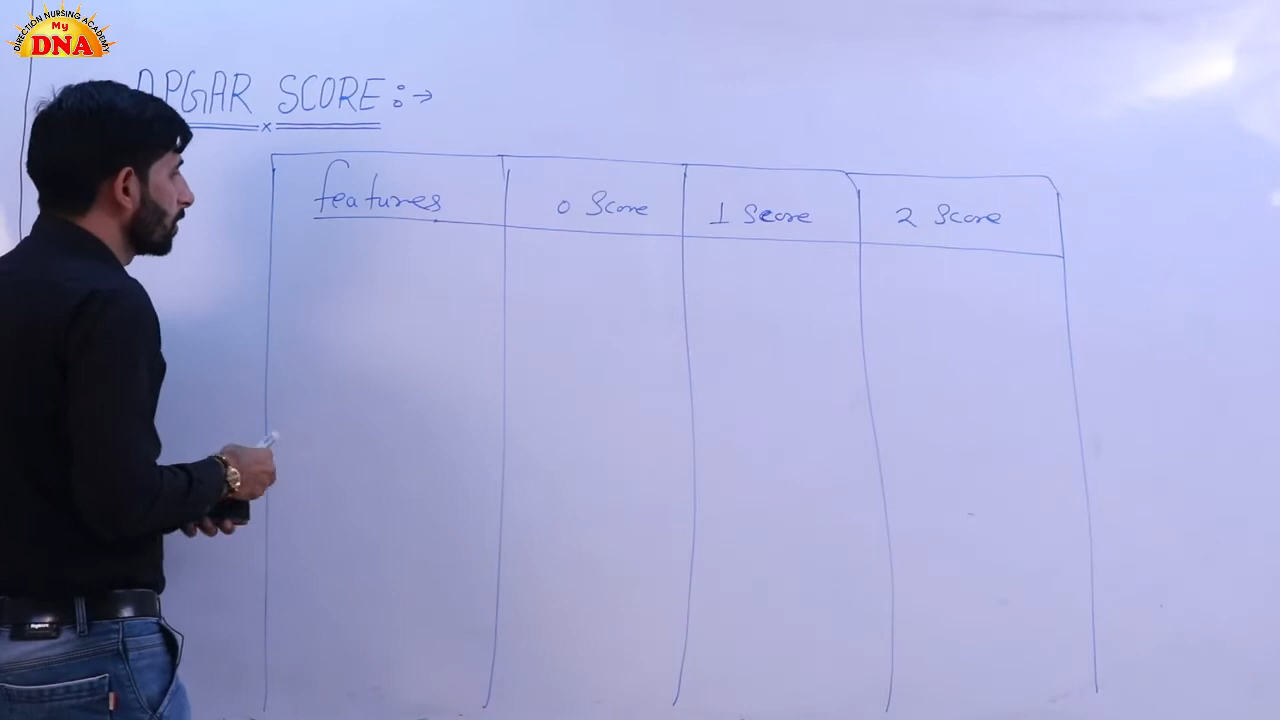 DIRECTION NURSING ACADEMY
My
DNA
APGAR SCORE :→
features
0 Score
1 Score
2 Score